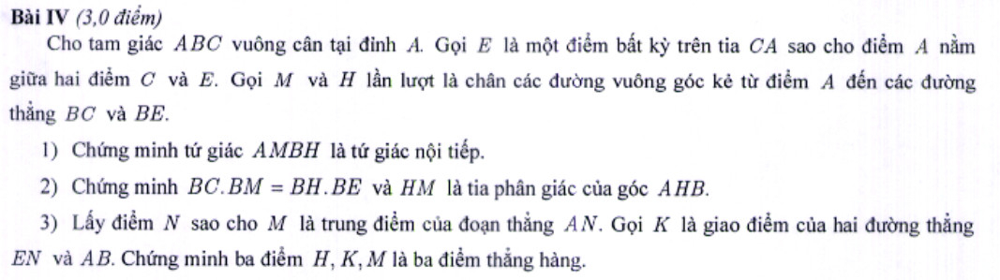 Bài IV (3,0 điểm)
Cho tam giác ABC vuông cân tại đỉnh A. Gọi E là một điểm bất kỳ trên tia CA sao cho điểm A nằm
giữa hai điểm C và E. Gọi M và H lần lượt là chân các đường vuông góc kẻ từ điểm A đến các đường
thẳng BC và BE.
1) Chứng minh tứ giác AMBH là tứ giác nội tiếp.
2) Chứng minh BC.BM = BH.BE và HM là tia phân giác của góc AHB.
3) Lấy điểm N sao cho M là trung điểm của đoạn thẳng AN. Gọi K là giao điểm của hai đường thẳng
EN và AB. Chứng minh ba điểm H, K, M là ba điểm thẳng hàng.